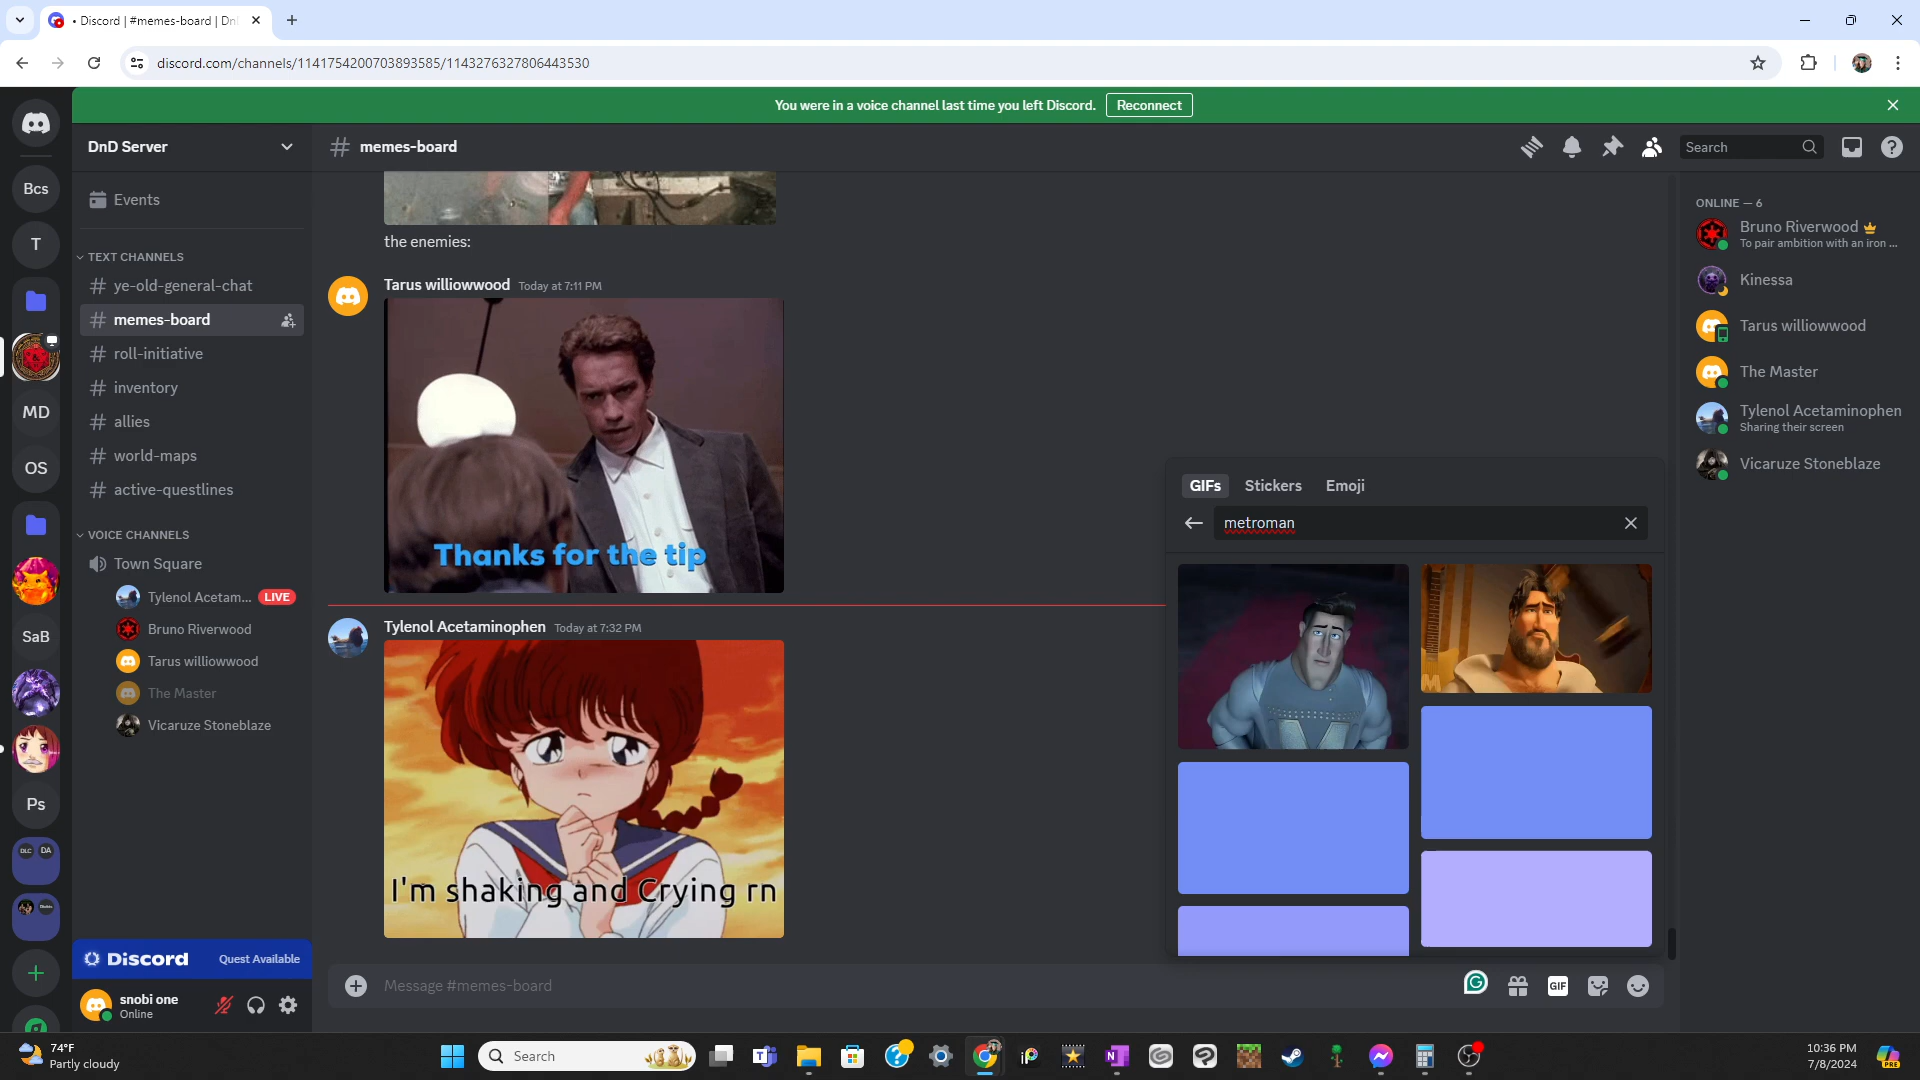 • Discord | #memes-board | Dn
discord.com/channels/1141754200703893585/1143276327806443530
You were in a voice channel last time you left Discord.
Reconnect
DnD Server
memes-board
Search
Bcs
T
MD
OS
SaB
Ps
DLC
DA
Events
TEXT CHANNELS
ye-old-general-chat
memes-board
roll-initiative
inventory
allies
world-maps
active-questlines
VOICE CHANNELS
Town Square
Tylenol Acetam... LIVE
Bruno Riverwood
Tarus williowwood
The Master
Vicaruze Stoneblaze
Discord
Quest Available
snobi one
Online
the enemies:
Tarus williowwood Today at 7:11 PM
Thanks for the tip
Tylenol Acetaminophen Today at 7:32 PM
I'm shaking and Crying rn
Message #memes-board
GIFs Stickers Emoji
metroman
GIF
ONLINE — 6
Bruno Riverwood
To pair ambition with an iron ...
Kinessa
Tarus williowwood
The Master
Tylenol Acetaminophen
Sharing their screen
Vicaruze Stoneblaze
74°F
Partly cloudy
Search
10:36 PM
7/8/2024
PRE